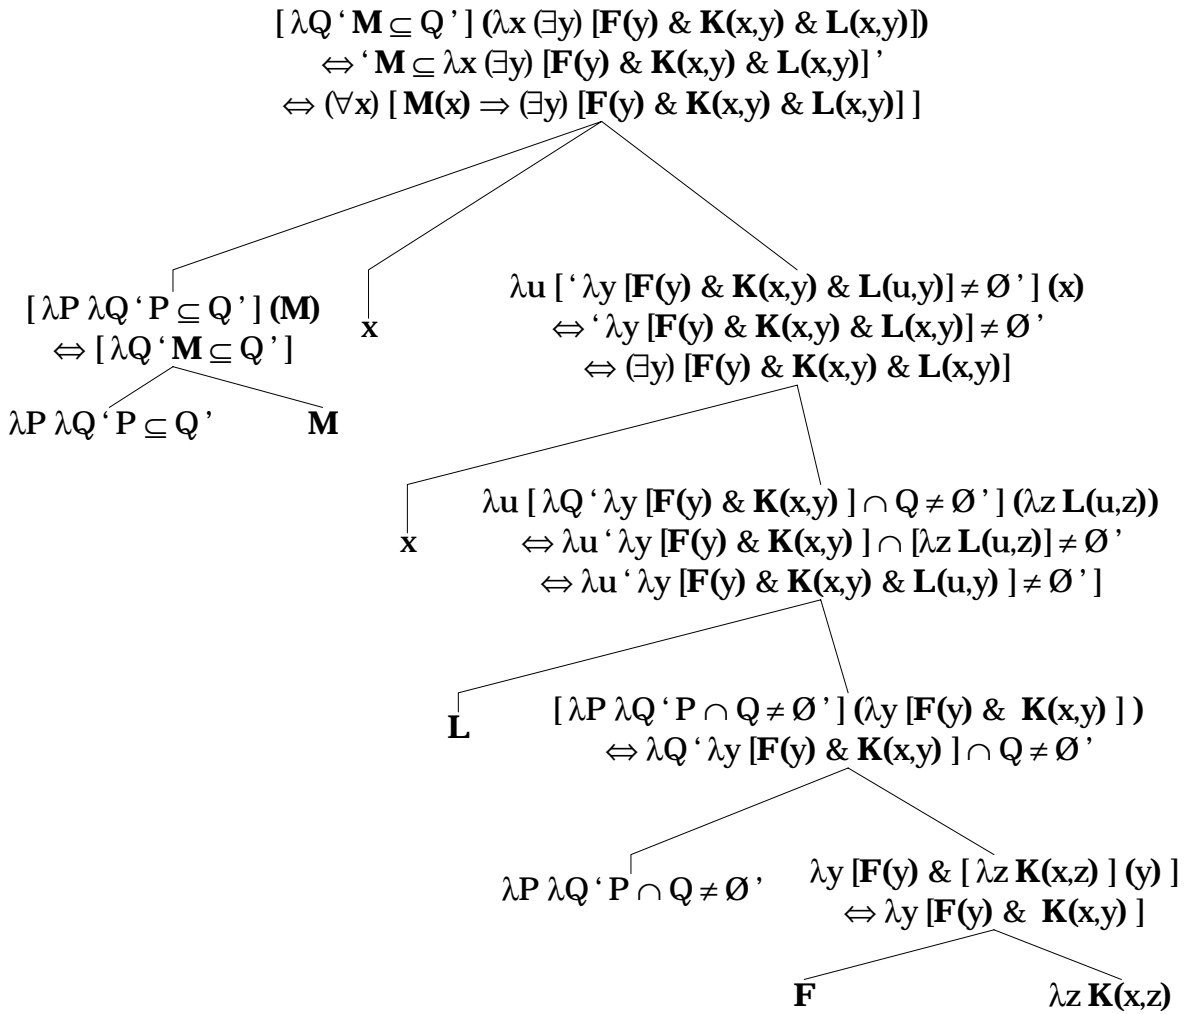 [ λQ ‘ M ⊆ Q ’ ] (λx (∃y) [F(y) & K(x,y) & L(x,y)])
⇔ ‘ M ⊆ λx (∃y) [F(y) & K(x,y) & L(x,y)] ’
⇔ (∀x) [ M(x) ⇒ (∃y) [F(y) & K(x,y) & L(x,y)] ]
[ λP λQ ‘ P ⊆ Q ’ ] (M)
⇔ [ λQ ‘ M ⊆ Q ’ ]
x
λu [ ‘ λy [F(y) & K(x,y) & L(u,y)] ≠ Ø ’ ] (x)
⇔ ‘ λy [F(y) & K(x,y) & L(x,y)] ≠ Ø ’
⇔ (∃y) [F(y) & K(x,y) & L(x,y)]
λP λQ ‘ P ⊆ Q ’
M
x
λu [ λQ ‘ λy [F(y) & K(x,y) ] ∩ Q ≠ Ø ’ ] (λz L(u,z))
⇔ λu ‘ λy [F(y) & K(x,y) ] ∩ [λz L(u,z)] ≠ Ø ’
⇔ λu ‘ λy [F(y) & K(x,y) & L(u,y) ] ≠ Ø ’ ]
L
[ λP λQ ‘ P ∩ Q ≠ Ø ’ ] (λy [F(y) & K(x,y) ] )
⇔ λQ ‘ λy [F(y) & K(x,y) ] ∩ Q ≠ Ø ’
λP λQ ‘ P ∩ Q ≠ Ø ’
λy [F(y) & [ λz K(x,z) ] (y) ]
⇔ λy [F(y) & K(x,y) ]
F
λz K(x,z)